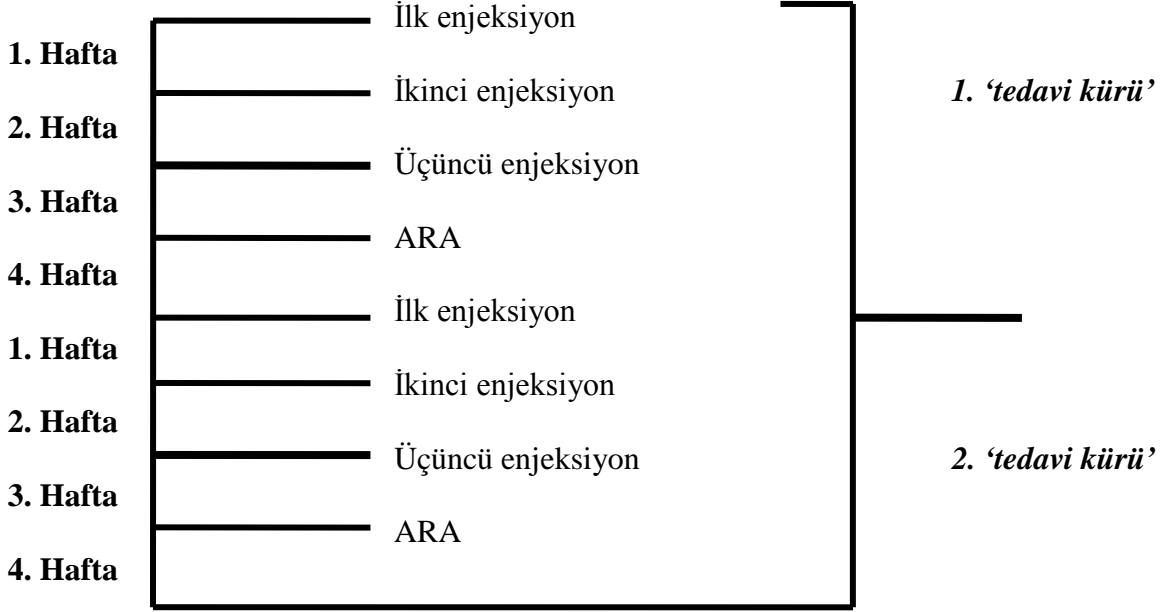 İlk enjeksiyon
1. Hafta
İkinci enjeksiyon
1. ‘tedavi kürü’
2. Hafta
Üçüncü enjeksiyon
3. Hafta
ARA
4. Hafta
İlk enjeksiyon
1. Hafta
İkinci enjeksiyon
2. Hafta
Üçüncü enjeksiyon
2. ‘tedavi kürü’
3. Hafta
ARA
4. Hafta